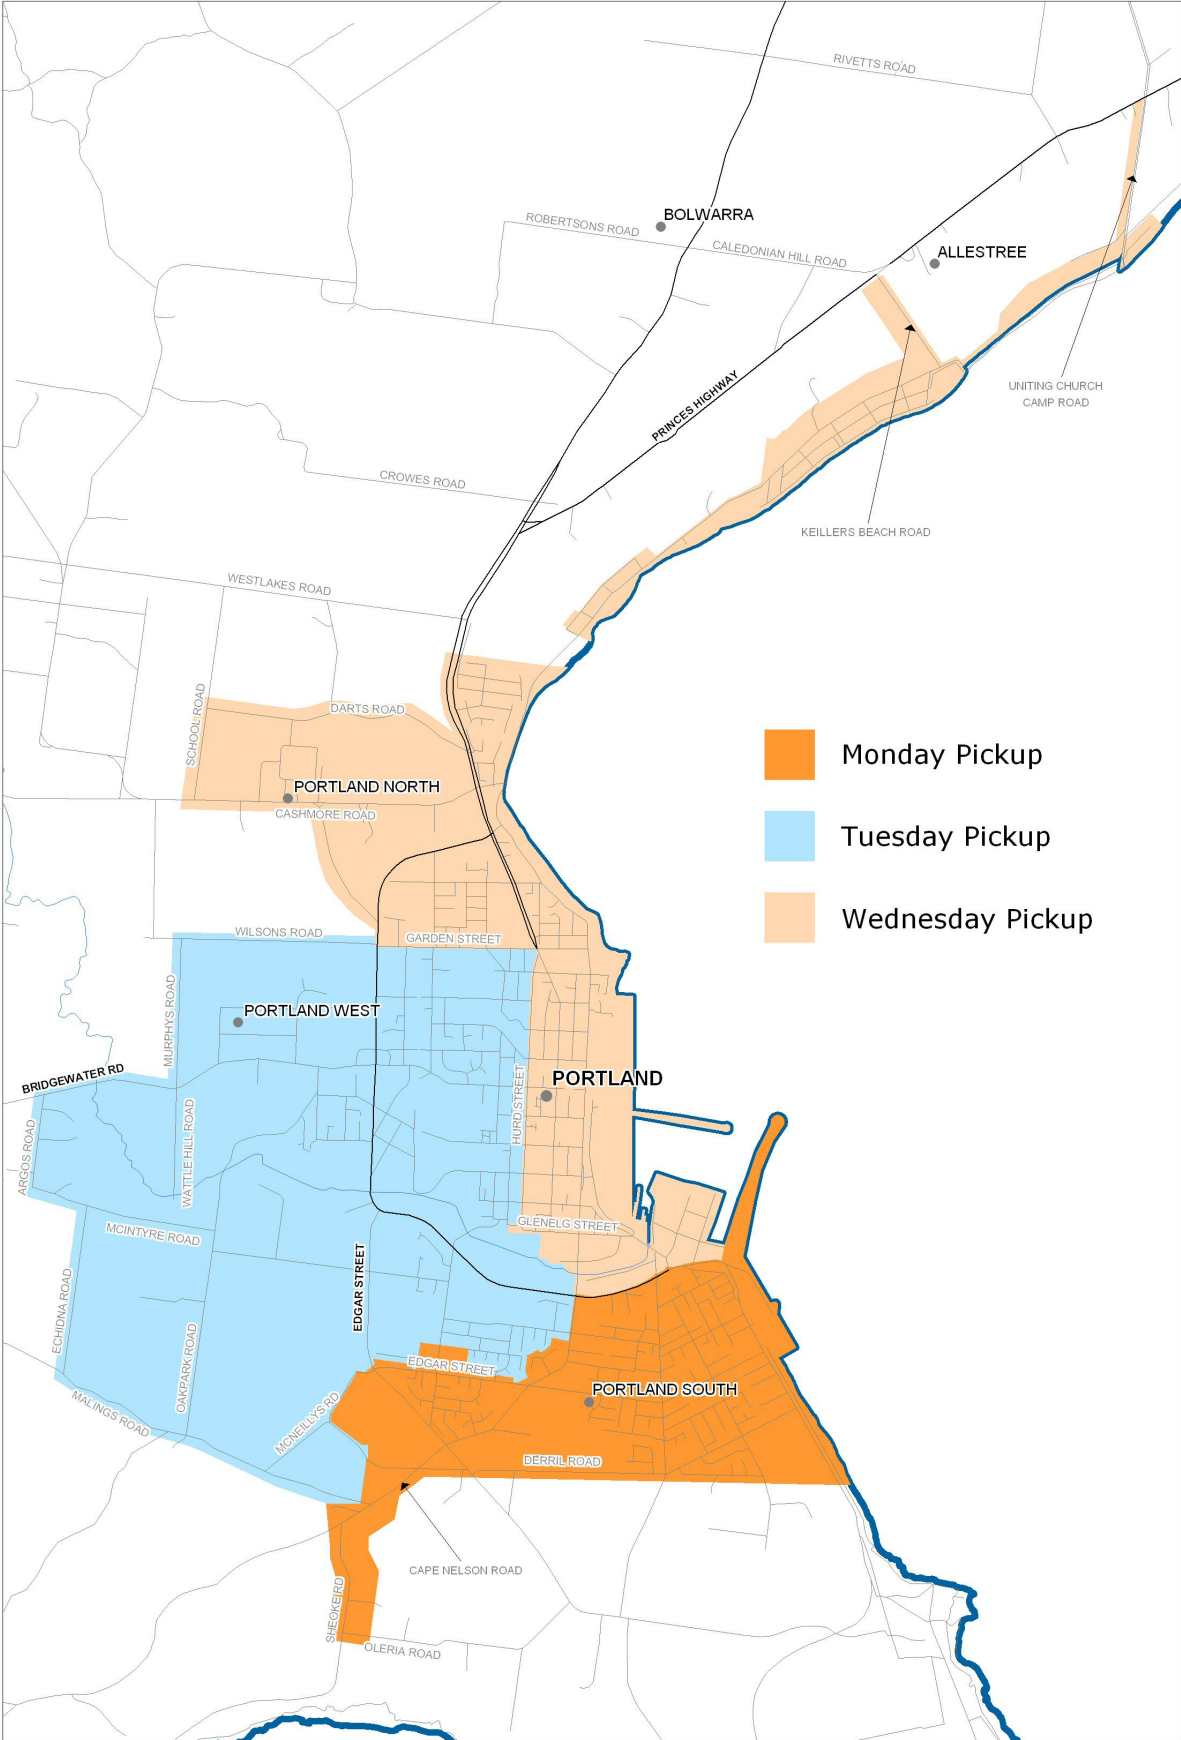 RIVETTS ROAD
BOLWARRA
ROBERTSONS ROAD
CALEDONIAN HILL ROAD
ALLESTREE
PRINCES HIGHWAY
UNITING CHURCH
CAMP ROAD
CROWES ROAD
KEILLERS BEACH ROAD
WESTLAKES ROAD
SCHOOL ROAD
DARTS ROAD
Monday Pickup
PORTLAND NORTH
CASHMORE ROAD
Tuesday Pickup
Wednesday Pickup
WILSONS ROAD
GARDEN STREET
MURPHYS ROAD
PORTLAND WEST
BRIDGEWATER RD
PORTLAND
HURD STREET
ARGOS ROAD
WATTLE HILL ROAD
GLENELG STREET
MCINTYRE ROAD
EDGAR STREET
ECHIDNA ROAD
OAKPARK ROAD
EDGAR STREET
PORTLAND SOUTH
MALINGS ROAD
MCNEILLYS RD
DERRIL ROAD
CAPE NELSON ROAD
SHEOKE RD
OLERIA ROAD